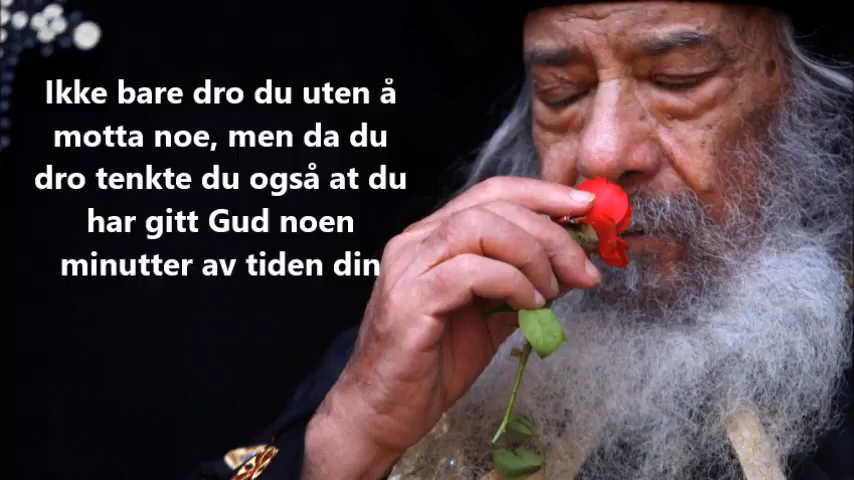 Ikke bare dro du uten å
motta noe, men da du
dro tenkte du også at du
har gitt Gud noen
minutter av tiden din